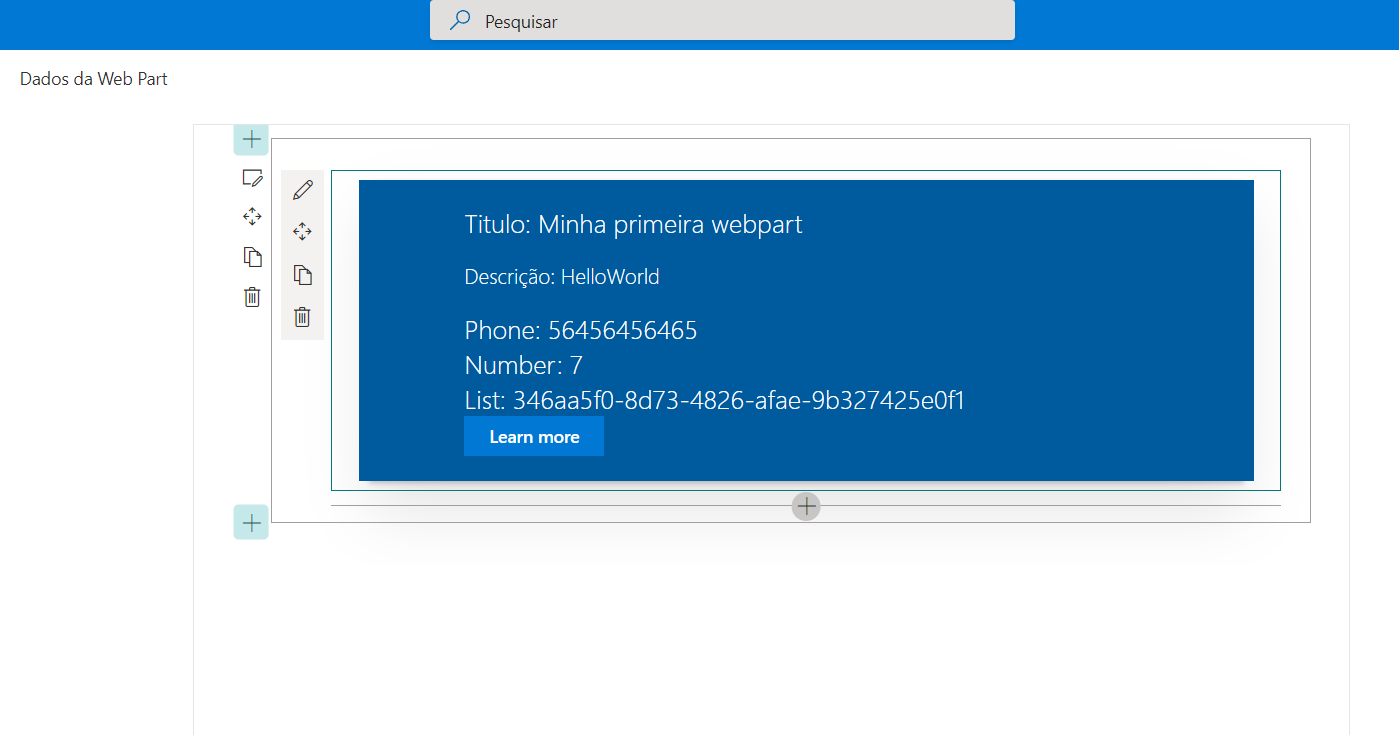 Pesquisar
Dados da Web Part
Titulo: Minha primeira webpart
Descrição: HelloWorld
Phone: 56456456465
Number: 7
List: 346aa5f0-8d73-4826-afae-9b327425e0f1
Learn more